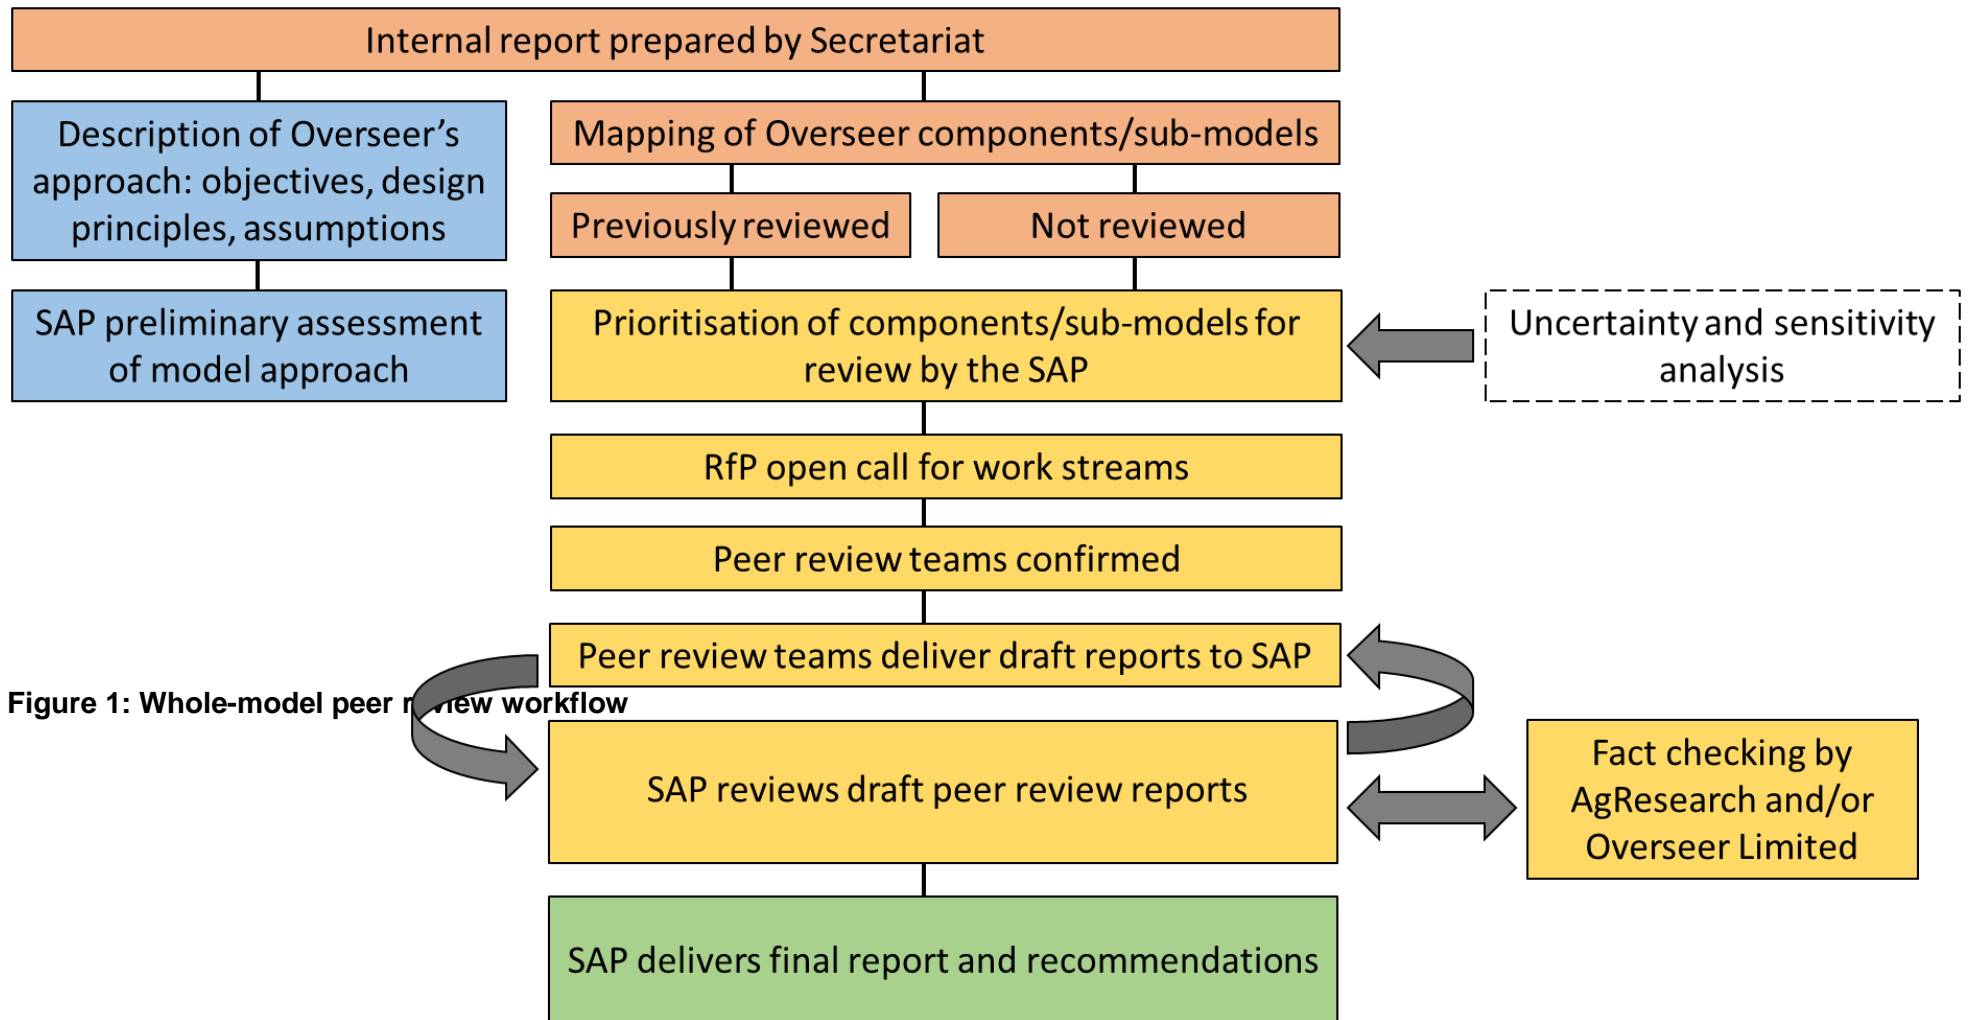 Internal report prepared by Secretariat
Description of Overseer's
approach: objectives, design
principles, assumptions
Mapping of Overseer components/sub-models
Previously reviewed
Not reviewed
SAP preliminary assessment
of model approach
Prioritisation of components/sub-models for
review by the SAP
Uncertainty and sensitivity
analysis
RfP open call for work streams
Peer review teams confirmed
Peer review teams deliver draft reports to SAP
Figure 1: Whole-model peer review workflow
SAP reviews draft peer review reports
Fact checking by
AgResearch and/or
Overseer Limited
SAP delivers final report and recommendations